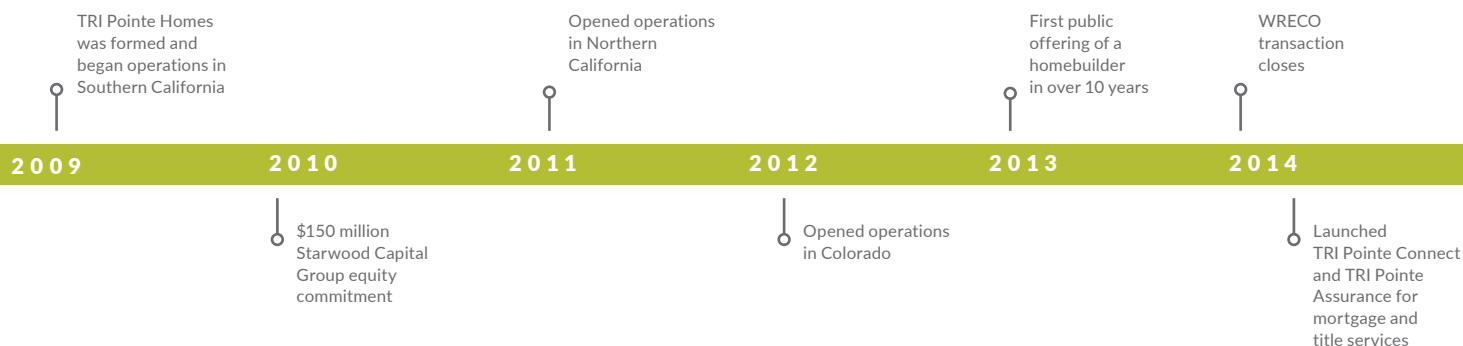 TRI Pointe Homes
was formed and
began operations in
Southern California
Opened operations
in Northern
California
First public
offering of a
homebuilder
in over 10 years
WRECO
transaction
closes
2009
2010
2011
2012
2013
2014
$150 million
Starwood Capital
Group equity
commitment
Opened operations
in Colorado
Launched
TRI Pointe Connect
and TRI Pointe
Assurance for
mortgage and
title services